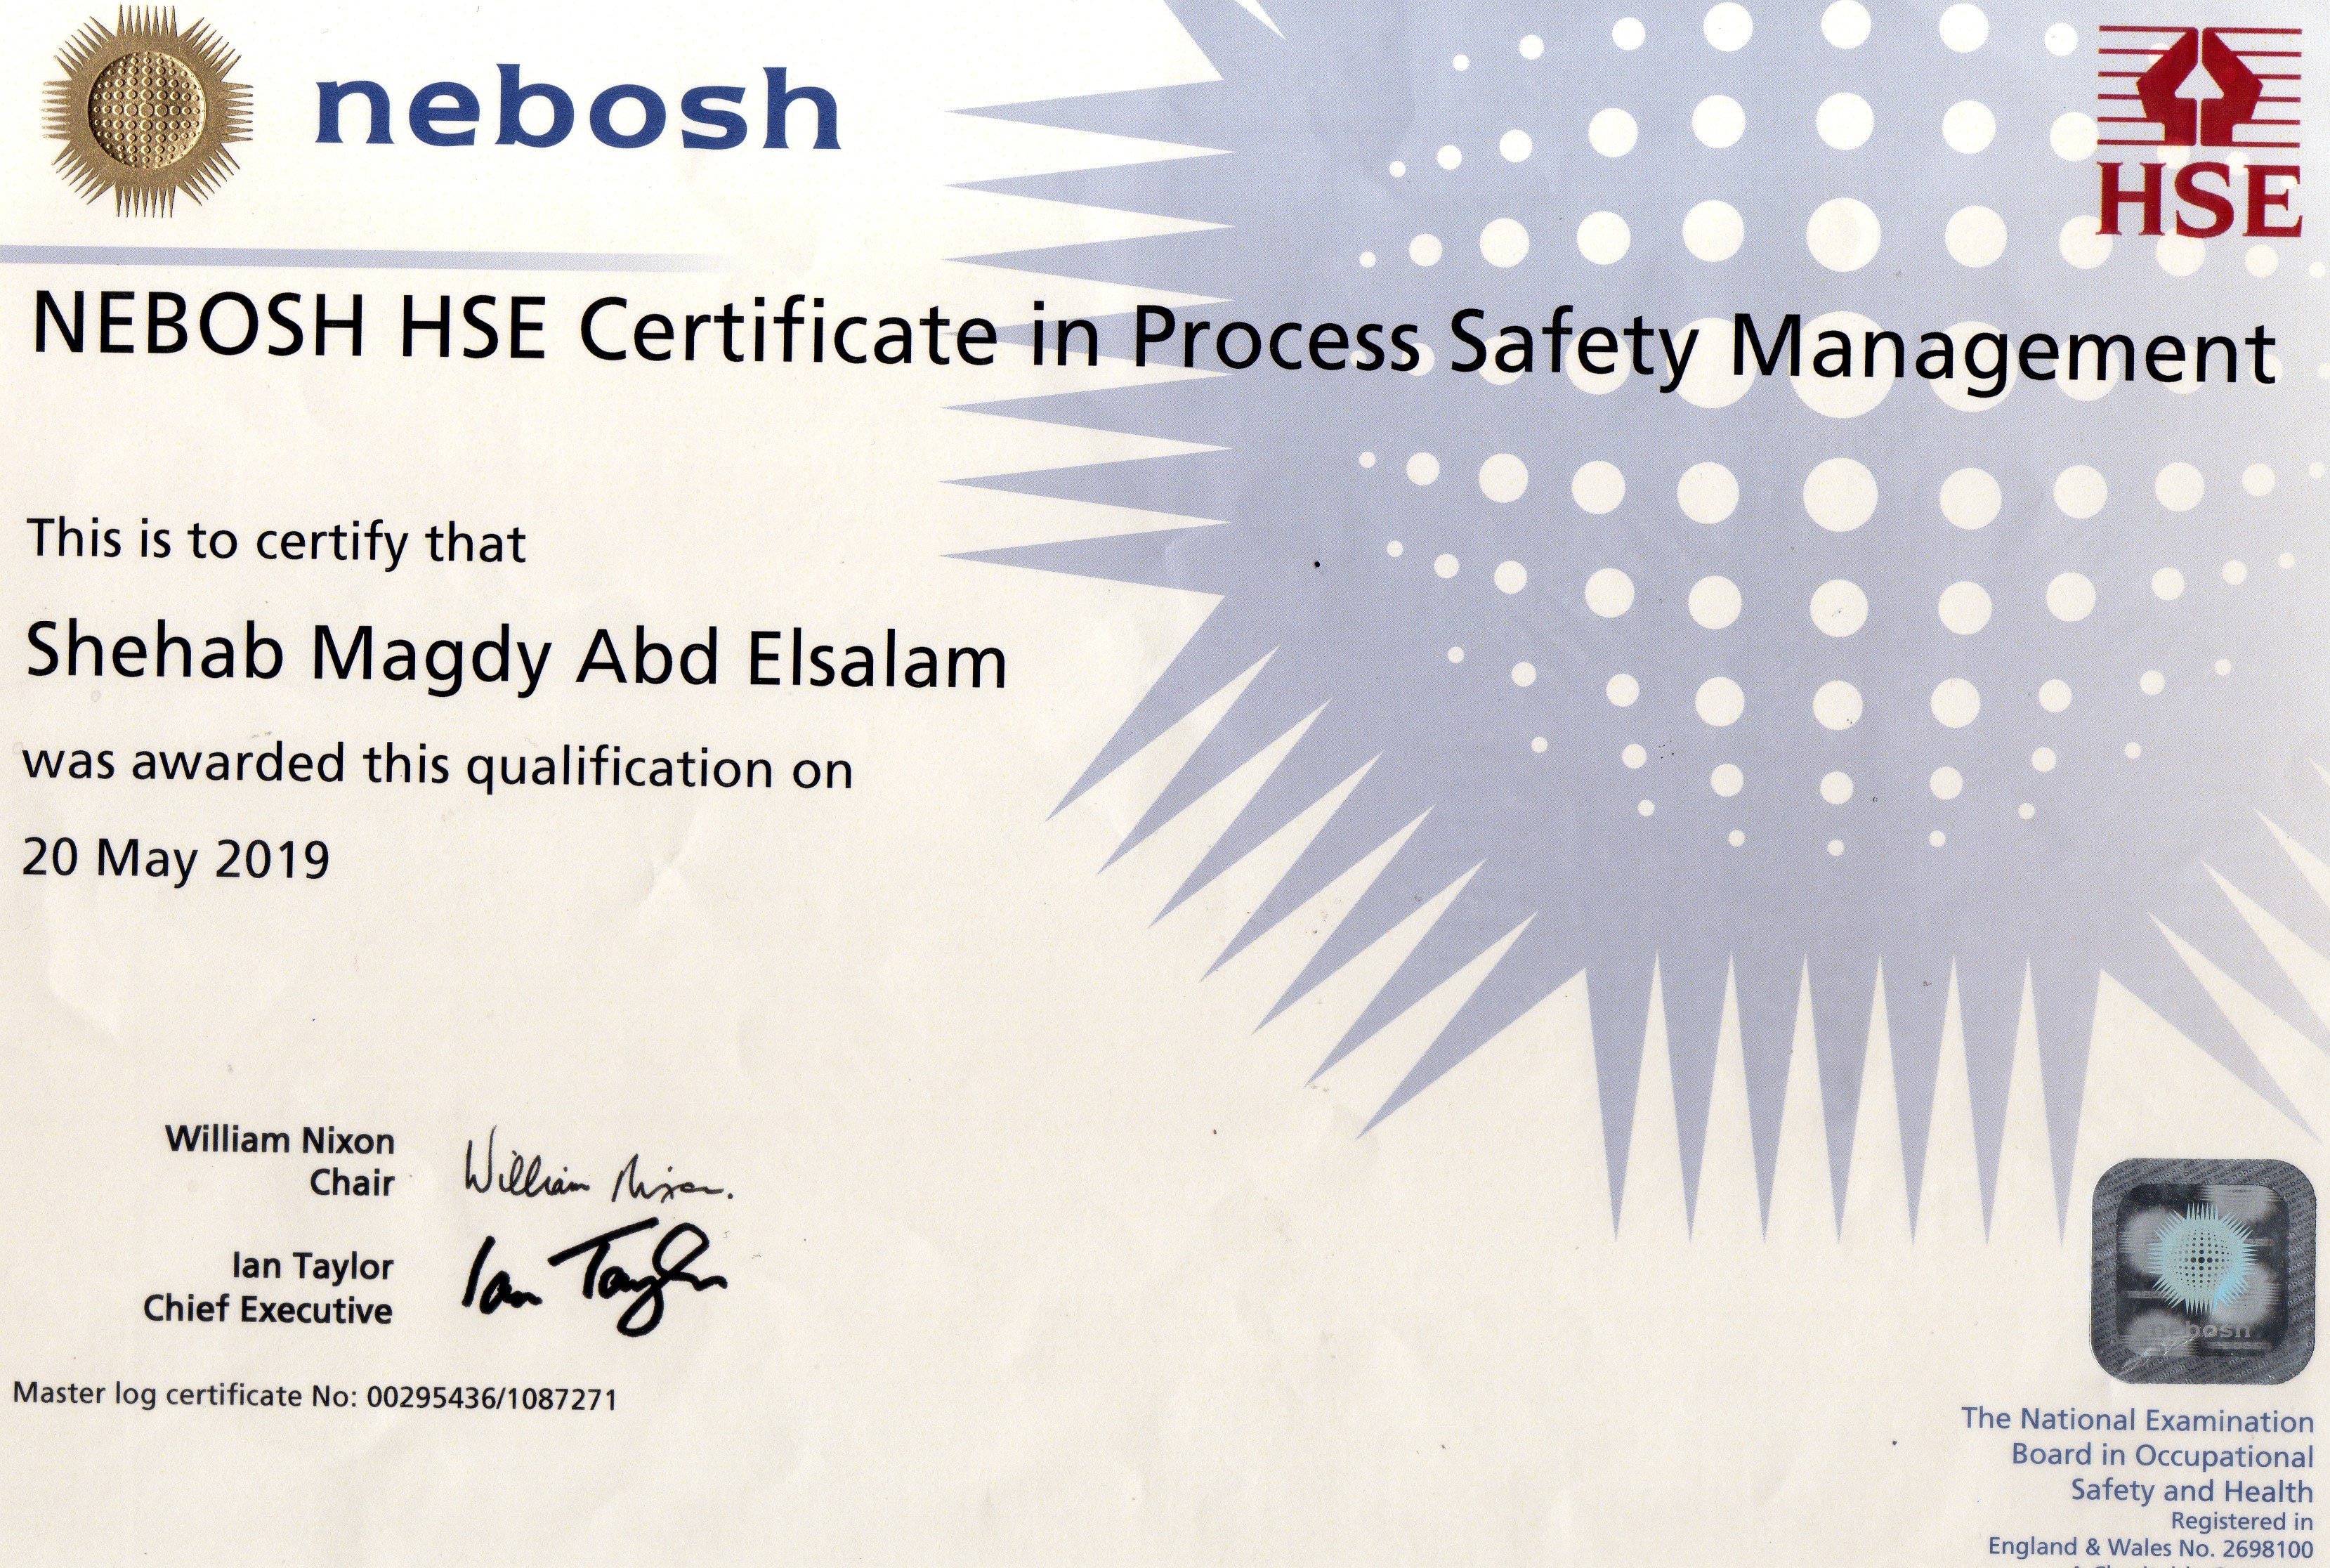 nebosh
HSE
NEBOSH HSE Certificate in Process Safety Management
This is to certify that
Shehab Magdy Abd Elsalam
was awarded this qualification on
20 May 2019
William Nixon
Chair
William Nixon.
Ian Taylor
Chief Executive
Ian Taylor
Master log certificate No: 00295436/1087271
nebosh
The National Examination
Board in Occupational
Safety and Health
Registered in
England & Wales No. 2698100